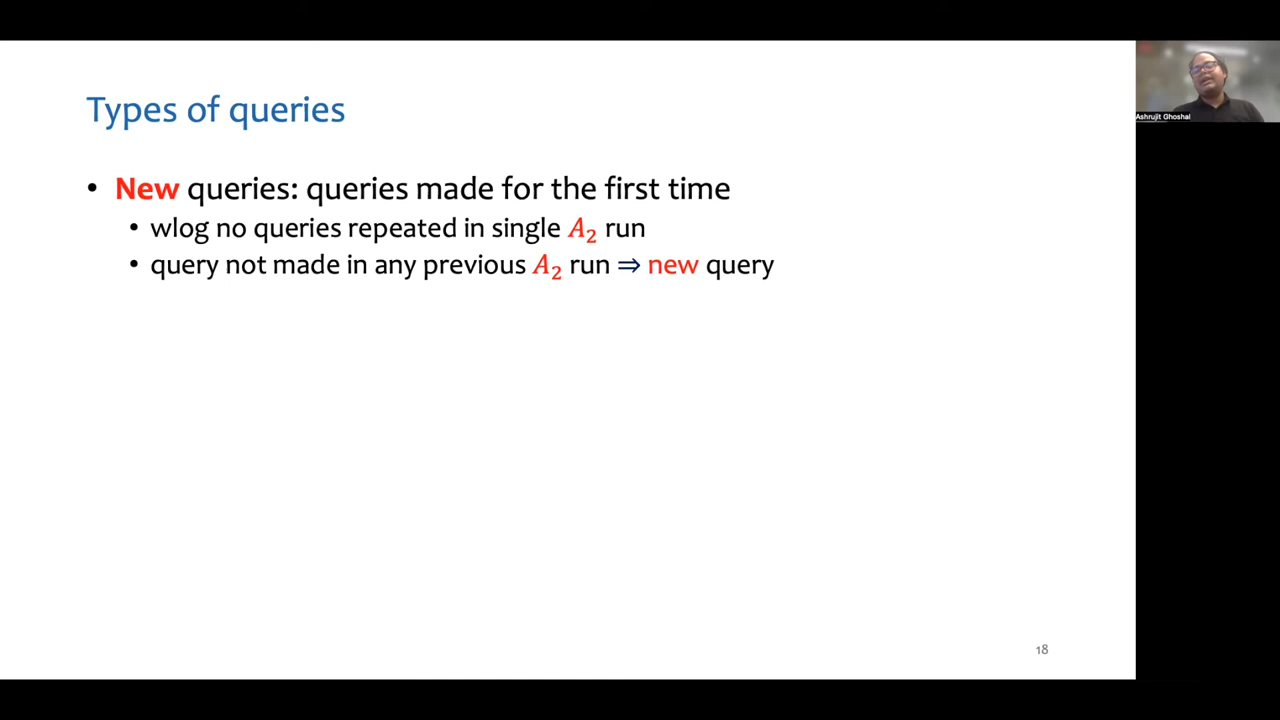 Types of queries
• New queries: queries made for the first time
• wlog no queries repeated in single A₂ run
• query not made in any previous A₂ run ⇒ new query
18
Ashrujit Ghoshal